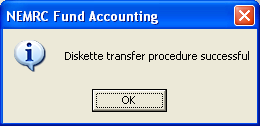 NEMRC Fund Accounting
Diskette transfer procedure successful
OK